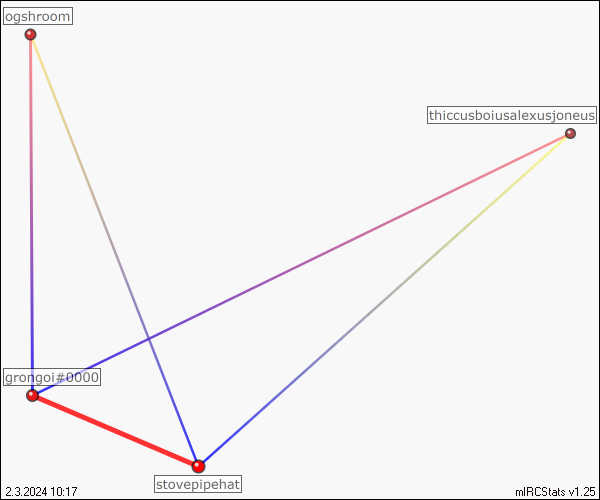 ogshroom
thiccusboiusalexusjoneus
grongoi#0000
stovepipehat
2.3.2024 10:17
mIRCStats v1.25